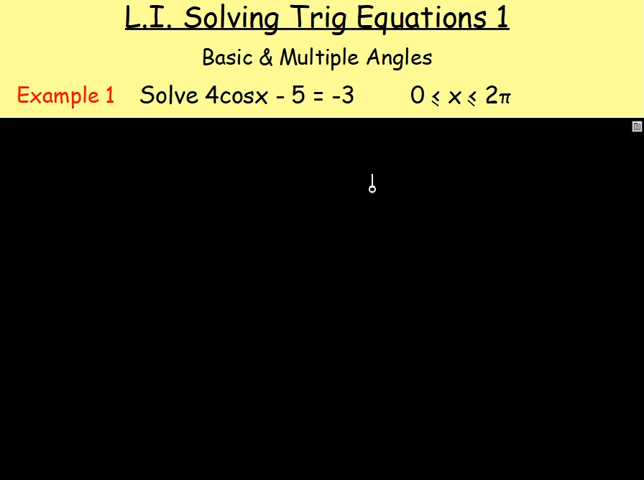 L.I. Solving Trig Equations 1
Basic & Multiple Angles
Example 1 Solve 4cosx - 5 = -3 0 ⩽ x ⩽ 2π